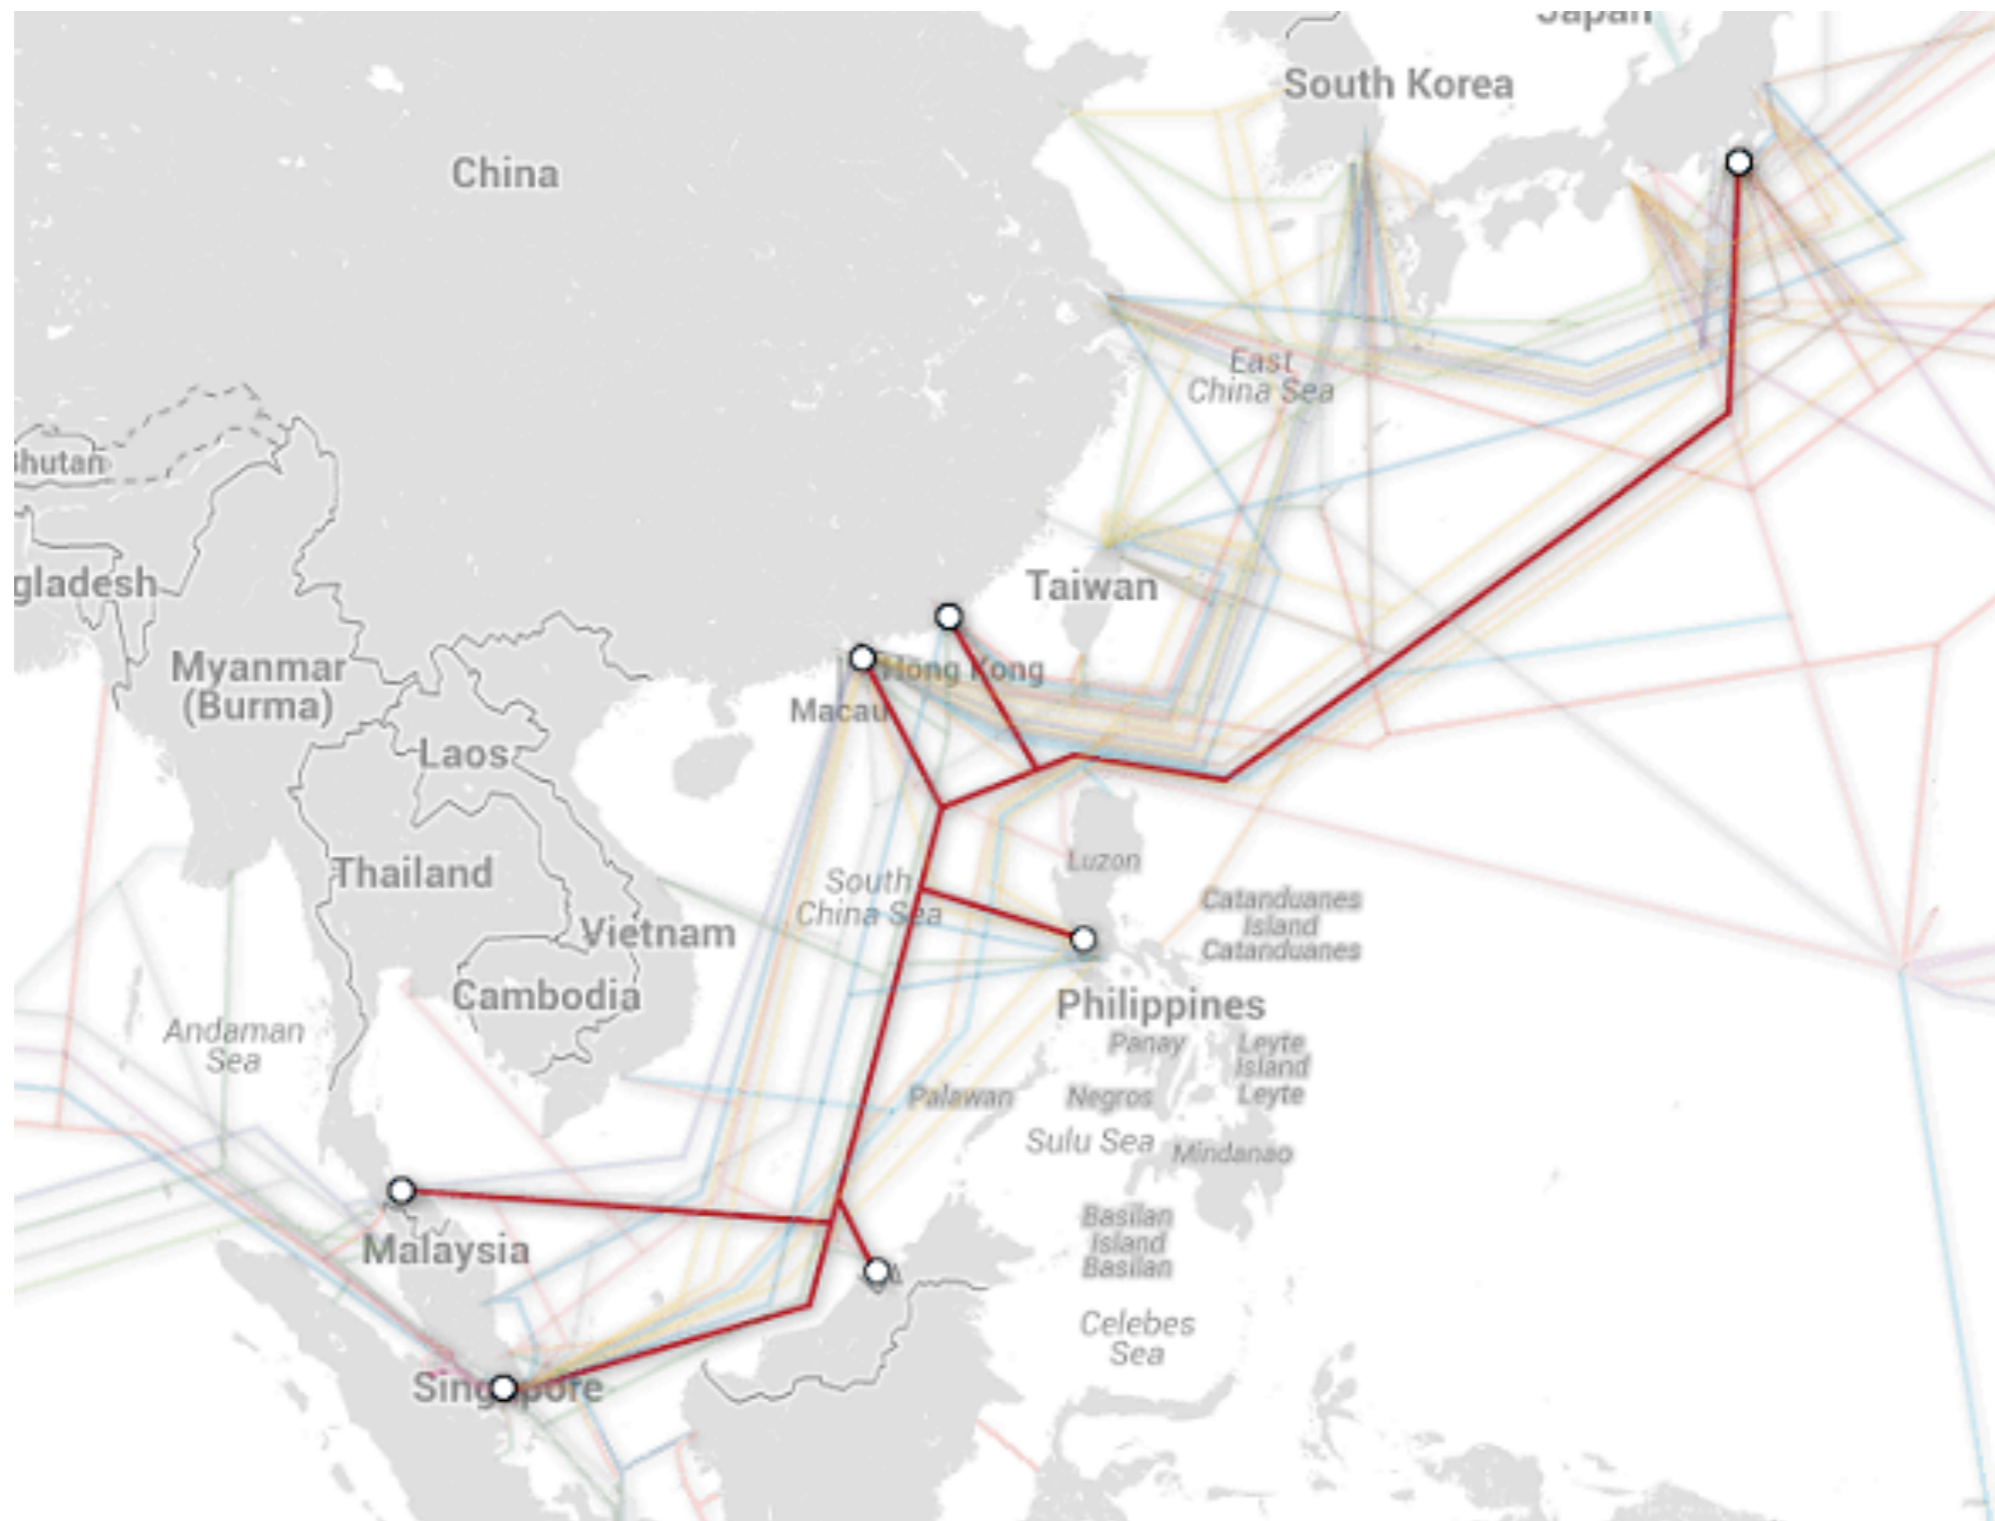 Japan
South Korea
China
East
China Sea
Bhutan
gladesh
Taiwan
Myanmar
(Burma)
Hong Kong
Macau
Laos
Luzon
Thailand
South
China Sea
Catanduanes
Island
Catanduanes
Vietnam
Cambodia
Philippines
Andaman
Sea
Panay
Leyte
Island
Leyte
Palawan
Negros
Sulu Sea
Mindanao
Malaysia
Basilan
Island
Basilan
Celebes
Sea
Singapore